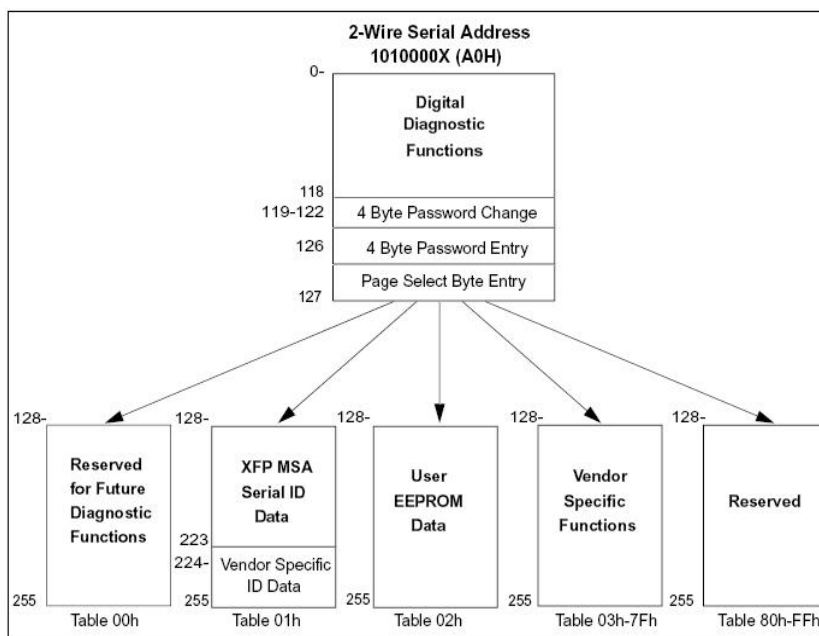 2-Wire Serial Address
1010000X (A0H)
0-
Digital
Diagnostic
Functions
118
119-122
4 Byte Password Change
126
4 Byte Password Entry
Page Select Byte Entry
127
128-
Reserved
for Future
Diagnostic
Functions
255
Table 00h
128-
XFP MSA
Serial ID
Data
223
224-
Vendor Specific
ID Data
255
Table 01h
128-
User
EEPROM
Data
255
Table 02h
128-
Vendor
Specific
Functions
255
Table 03h-7Fh
128-
Reserved
255
Table 80h-FFh